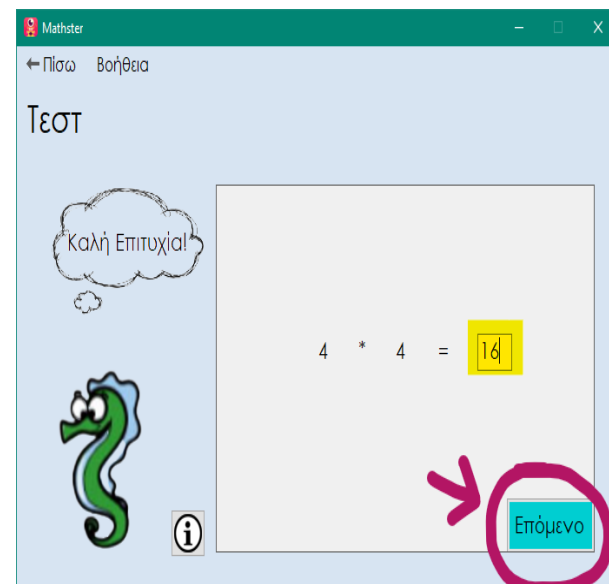 Mathster
Πίσω Βοήθεια
Τεστ
Καλή Επιτυχία!
4 * 4 = 16
i
Επόμενο